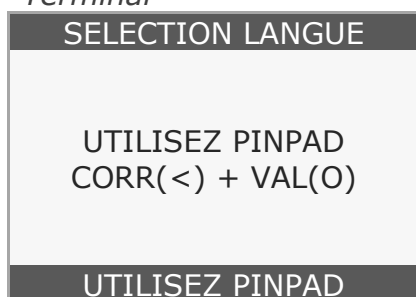 Terminal
SELECTION LANGUE
UTILISEZ PINPAD
CORR(<) + VAL(O)
UTILISEZ PINPAD